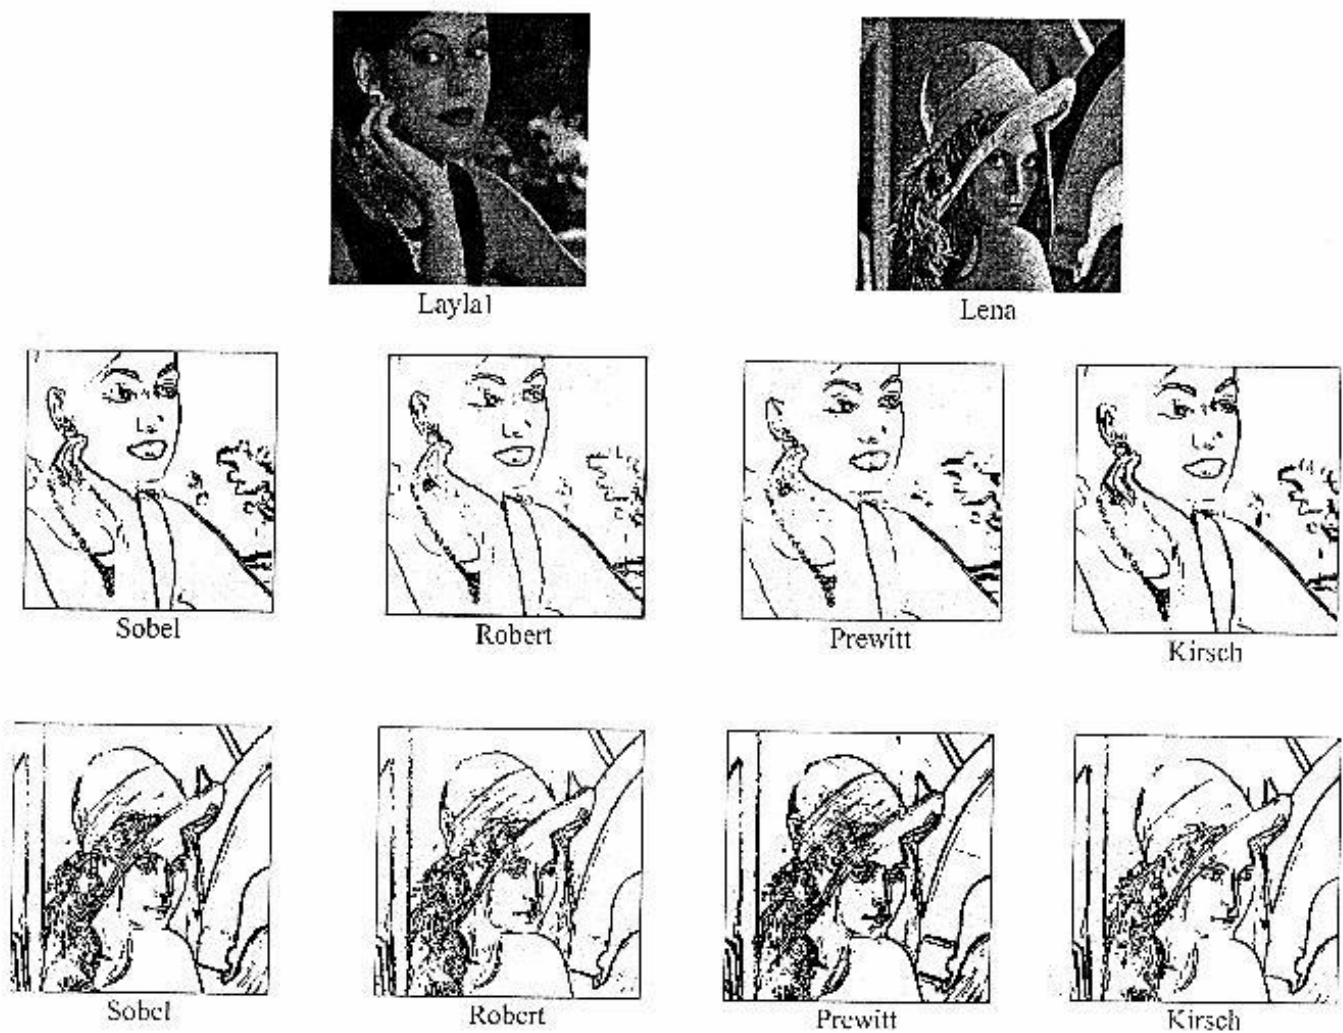 Layla1
Lena
Sobel
Robert
Prewitt
Kirsch
Sobel
Robert
Prewitt
Kirsch